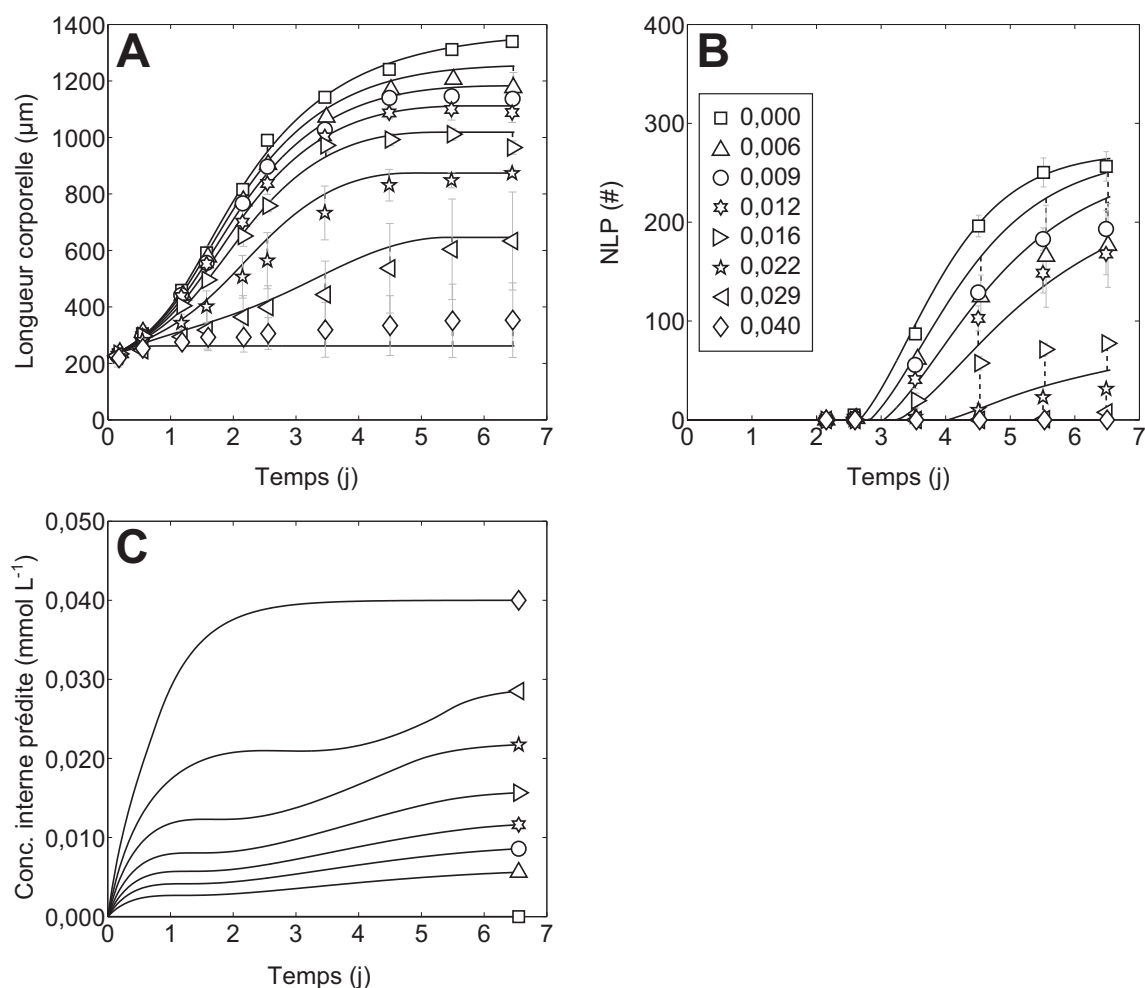 A
Longueur corporelle (µm)
1400
1200
1000
800
600
400
200
0
0 1 2 3 4 5 6 7
Temps (j)
B
NLP (#)
400
300
200
100
0
0,000
0,006
0,009
0,012
0,016
0,022
0,029
0,040
0 1 2 3 4 5 6 7
Temps (j)
C
Conc. interne prédite (mmol L-1)
0,050
0,040
0,030
0,020
0,010
0,000
0 1 2 3 4 5 6 7
Temps (j)